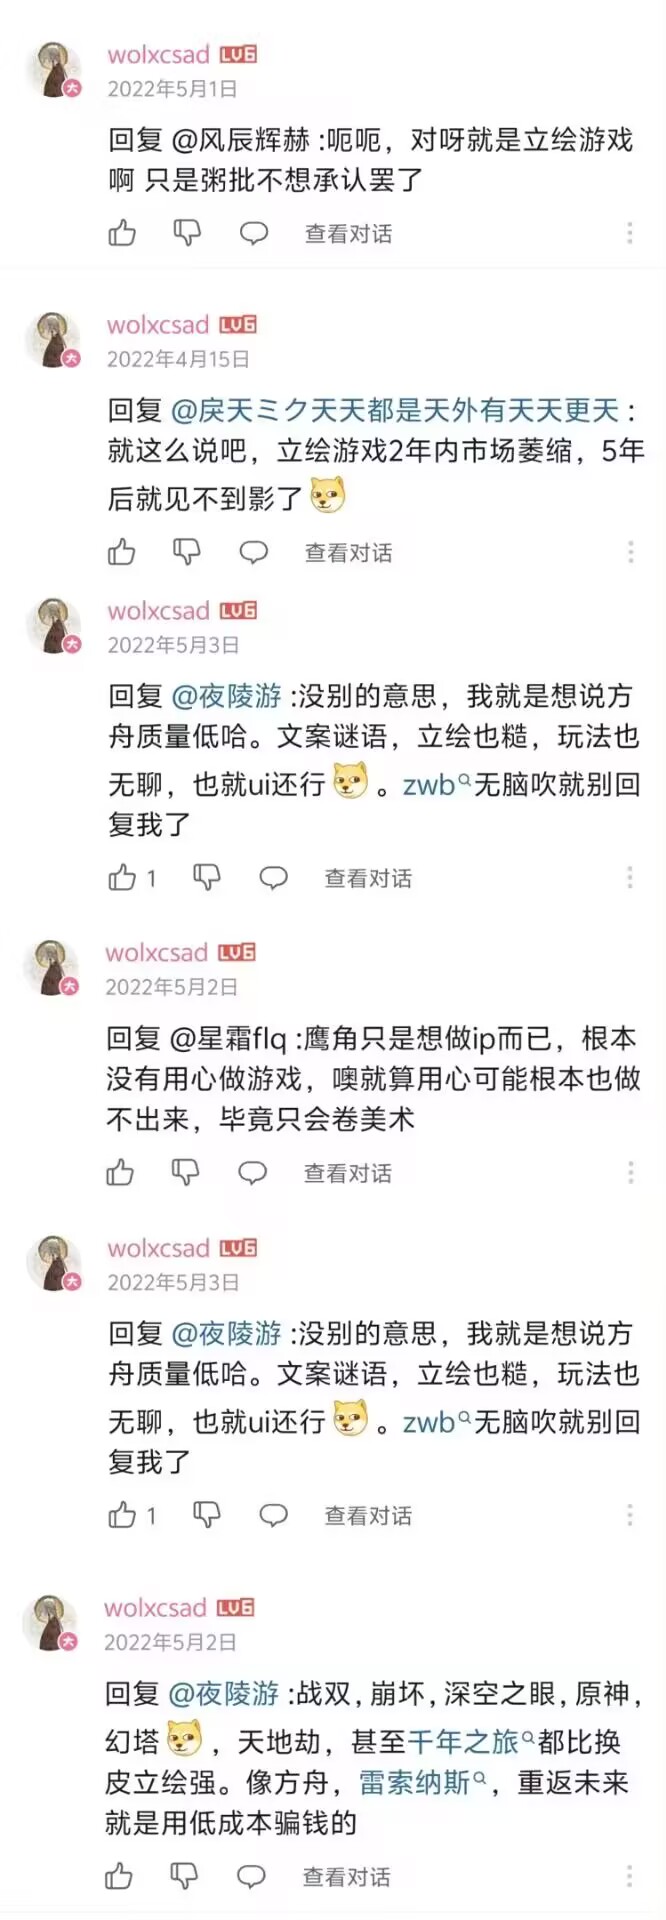 wolxcsad LV6
2022年5月1日
回复 @风辰辉赫 :呃呃，对呀就是立绘游戏
啊 只是粥批不想承认罢了
查看对话
wolxcsad LV6
2022年4月15日
回复 @戾天ミク天天都是天外有天天更天 :
就这么说吧，立绘游戏2年内市场萎缩，5年
后就见不到影了
查看对话
wolxcsad LV6
2022年5月3日
回复 @夜陵游 :没别的意思，我就是想说方
舟质量低哈。文案谜语，立绘也糙，玩法也
无聊，也就ui还行 。zwb 无脑吹就别回
复我了
1 查看对话
wolxcsad LV6
2022年5月2日
回复 @星霜flq :鹰角只是想做ip而已，根本
没有用心做游戏，噢就算用心可能根本也做
不出来，毕竟只会卷美术
查看对话
wolxcsad LV6
2022年5月3日
回复 @夜陵游 :没别的意思，我就是想说方
舟质量低哈。文案谜语，立绘也糙，玩法也
无聊，也就ui还行 。zwb 无脑吹就别回
复我了
1 查看对话
wolxcsad LV6
2022年5月2日
回复 @夜陵游 :战双，崩坏，深空之眼，原神，
幻塔 ，天地劫，甚至千年之旅 都比换
皮立绘强。像方舟，雷索纳斯 ，重返未来
就是用低成本骗钱的
查看对话